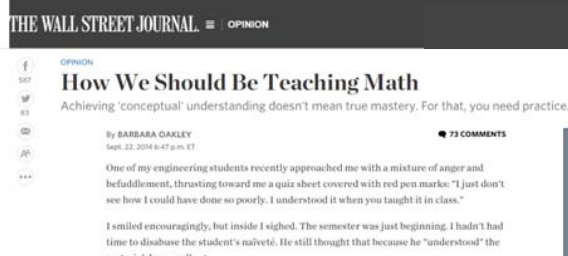 THE WALL STREET JOURNAL. ≡ | OPINION
OPINION
How We Should Be Teaching Math
Achieving 'conceptual' understanding doesn't mean true mastery. For that, you need practice.
By BARBARA OAKLEY
73 COMMENTS
Sept. 22, 2014 6:47 p.m. ET
One of my engineering students recently approached me with a mixture of anger and
befuddlement, thrusting toward me a quiz sheet covered with red pen marks: "I just don't
see how I could have done so poorly. I understood it when you taught it in class."
I smiled encouragingly, but inside I sighed. The semester was just beginning. I hadn't had
time to disabuse the student's naïveté. He still thought that because he "understood" the